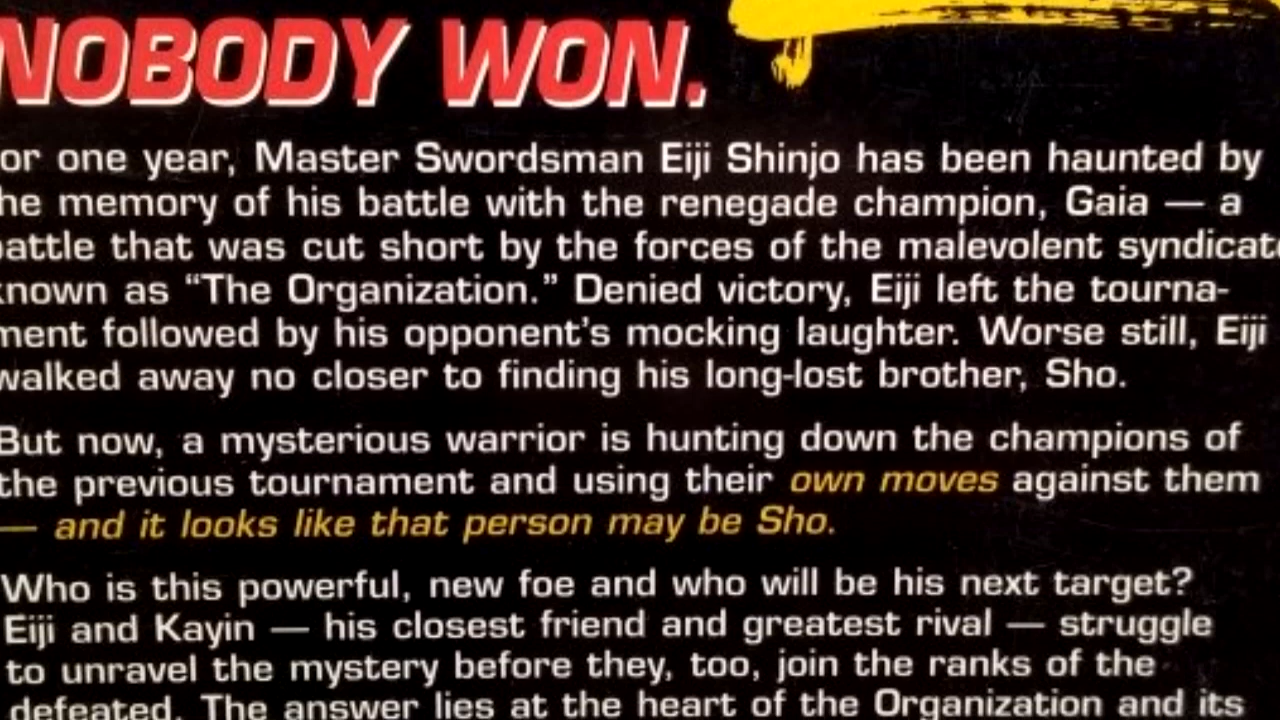 NOBODY WON.
or one year, Master Swordsman Eiji Shinjo has been haunted by
he memory of his battle with the renegade champion, Gaia — a
battle that was cut short by the forces of the malevolent syndicate
known as “The Organization.” Denied victory, Eiji left the tourna-
ment followed by his opponent’s mocking laughter. Worse still, Eiji
walked away no closer to finding his long-lost brother, Sho.
But now, a mysterious warrior is hunting down the champions of
the previous tournament and using their own moves against them
— and it looks like that person may be Sho.
Who is this powerful, new foe and who will be his next target?
Eiji and Kayin — his closest friend and greatest rival — struggle
to unravel the mystery before they, too, join the ranks of the
defeated. The answer lies at the heart of the Organization and its